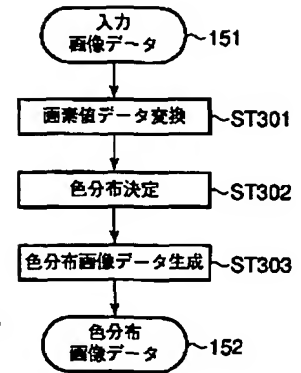 入力
画像データ
151
画素値データ変換
ST301
色分布決定
ST302
色分布画像データ生成
ST303
色分布
画像データ
152